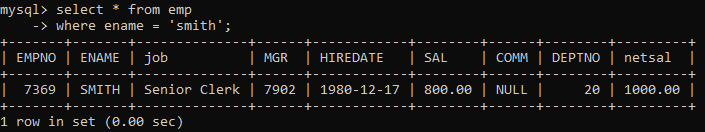 mysql> select * from emp
    -> where ename = 'smith';
+-------+-------+--------------+------+------------+--------+------+--------+---------+
| EMPNO | ENAME | job          | MGR  | HIREDATE   | SAL    | COMM | DEPTNO | netsal  |
+-------+-------+--------------+------+------------+--------+------+--------+---------+
|  7369 | SMITH | Senior Clerk | 7902 | 1980-12-17 | 800.00 | NULL |     20 | 1000.00 |
+-------+-------+--------------+------+------------+--------+------+--------+---------+
1 row in set (0.00 sec)